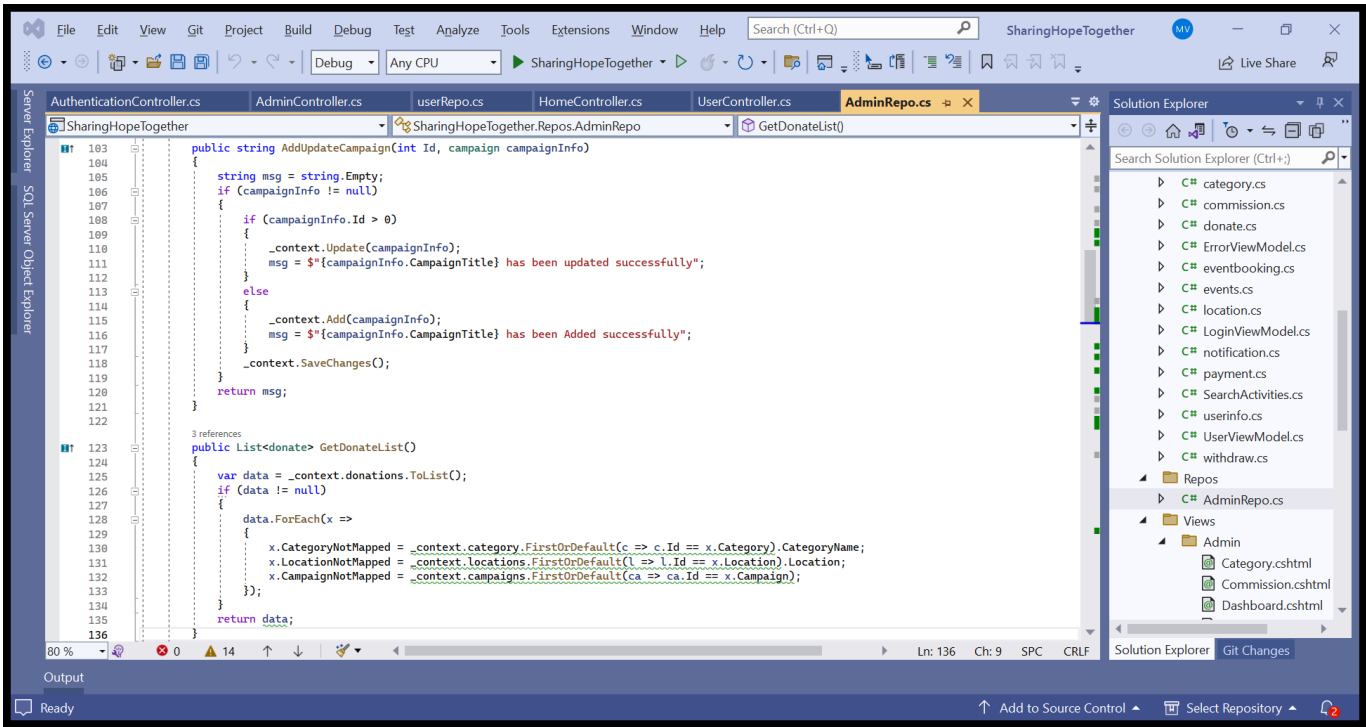 File Edit View Git Project Build Debug Test Analyze Tools Extensions Window Help Search (Ctrl+Q) SharingHopeTogether MV
Debug Any CPU SharingHopeTogether Live Share
Server Explorer
SQL Server Object Explorer
AuthenticationController.cs AdminController.cs userRepo.cs HomeController.cs UserController.cs AdminRepo.cs
SharingHopeTogether SharingHopeTogether.Repos.AdminRepo GetDonateList()
103 public string AddUpdateCampaign(int Id, campaign campaignInfo)
104 {
105 string msg = string.Empty;
106 if (campaignInfo != null)
107 {
108 if (campaignInfo.Id > 0)
109 {
110 _context.Update(campaignInfo);
111 msg = $"{campaignInfo.CampaignTitle} has been updated successfully";
112 }
113 else
114 {
115 _context.Add(campaignInfo);
116 msg = $"{campaignInfo.CampaignTitle} has been Added successfully";
117 }
118 _context.SaveChanges();
119 }
120 return msg;
121 }
122
3 references
123 public List<donate> GetDonateList()
124 {
125 var data = _context.donations.ToList();
126 if (data != null)
127 {
128 data.ForEach(x =>
129 {
130 x.CategoryNotMapped = _context.category.FirstOrDefault(c => c.Id == x.Category).CategoryName;
131 x.LocationNotMapped = _context.locations.FirstOrDefault(l => l.Id == x.Location).Location;
132 x.CampaignNotMapped = _context.campaigns.FirstOrDefault(ca => ca.Id == x.Campaign);
133 });
134 }
135 return data;
136 }
80 % 0 14 Ln: 136 Ch: 9 SPC CRLF
Solution Explorer
Search Solution Explorer (Ctrl+;)
C# category.cs
C# commission.cs
C# donate.cs
C# ErrorViewModel.cs
C# eventbooking.cs
C# events.cs
C# location.cs
C# LoginViewModel.cs
C# notification.cs
C# payment.cs
C# SearchActivities.cs
C# userinfo.cs
C# UserViewModel.cs
C# withdraw.cs
Repos
C# AdminRepo.cs
Views
Admin
Category.cshtml
Commission.cshtml
Dashboard.cshtml
Solution Explorer Git Changes
Output
Ready Add to Source Control Select Repository 2